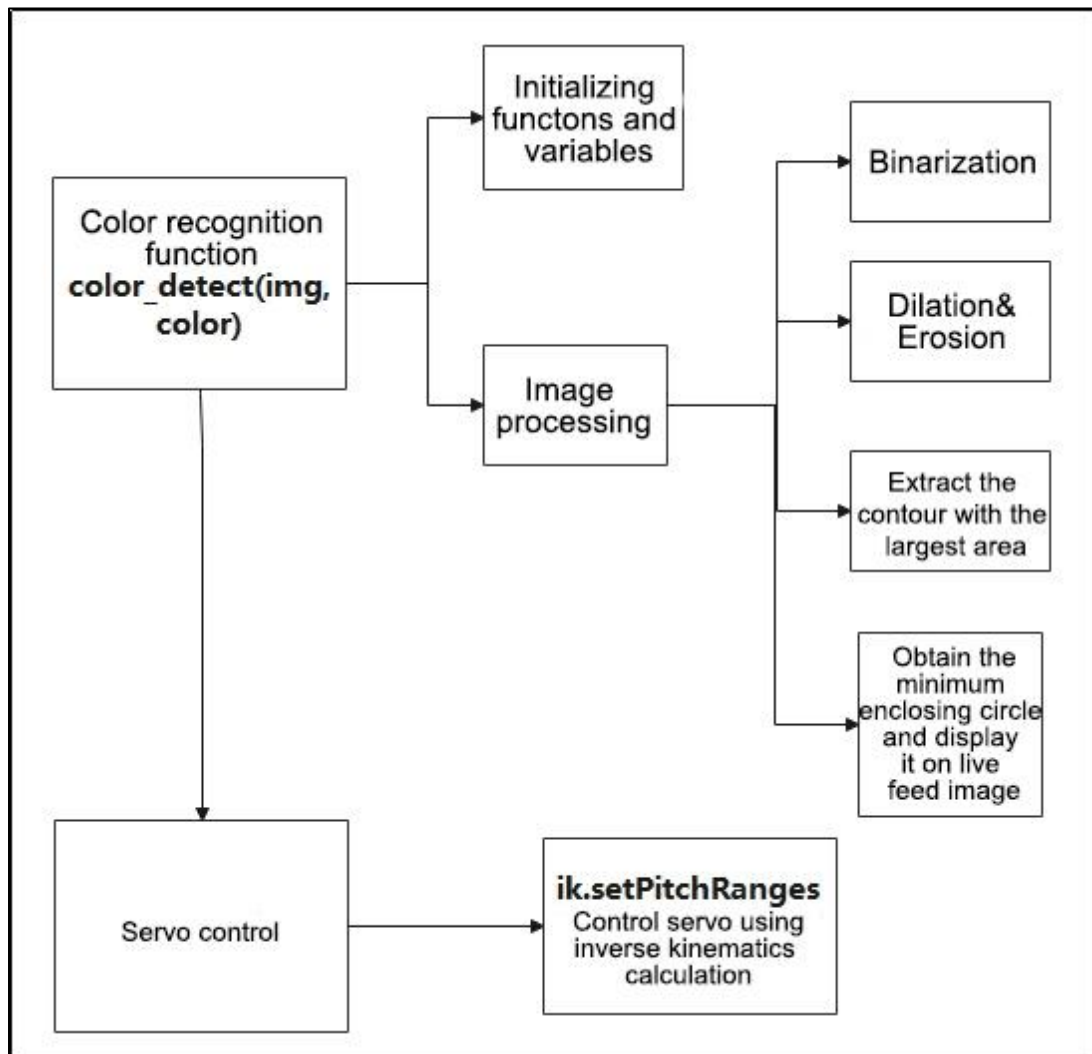 Initializing
functons and
variables
Binarization
Color recognition
function
color_detect(img,
color)
Dilation&
Erosion
Image
processing
Extract the
contour with the
largest area
Obtain the
minimum
enclosing circle
and display
it on live
feed image
Servo control
ik.setPitchRanges
Control servo using
inverse kinematics
calculation